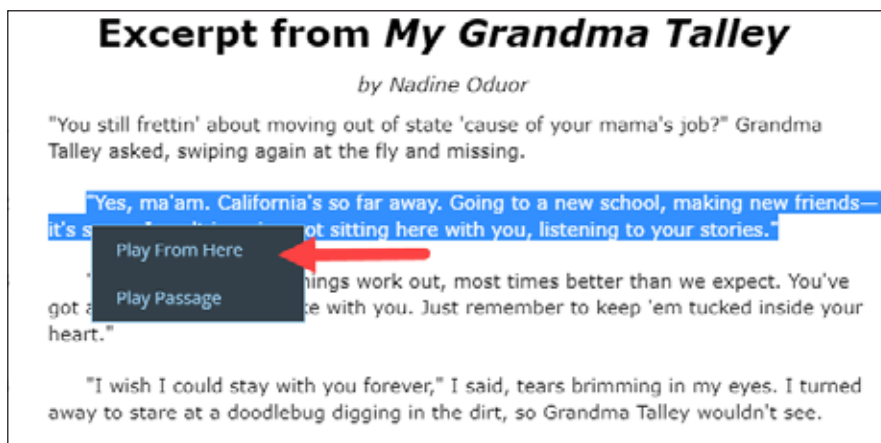 Excerpt from My Grandma Talley
by Nadine Oduor
"You still frettin' about moving out of state 'cause of your mama's job?" Grandma
Talley asked, swiping again at the fly and missing.
"Yes, ma'am. California's so far away. Going to a new school, making new friends—
it's ot sitting here with you, listening to your stories."
Play From Here
hings work out, most times better than we expect. You've
Play Passage
got with you. Just remember to keep 'em tucked inside your
heart."
"I wish I could stay with you forever," I said, tears brimming in my eyes. I turned
away to stare at a doodlebug digging in the dirt, so Grandma Talley wouldn't see.